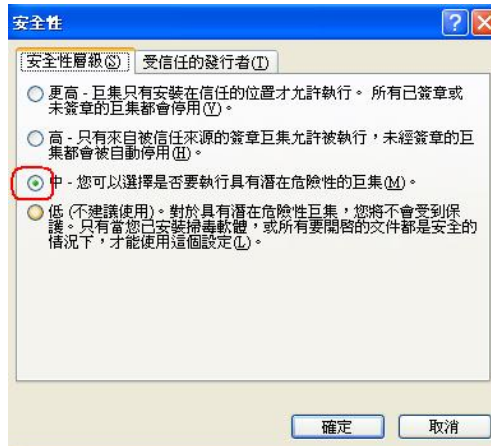 安全性
安全性層級(S) 受信任的發行者(T)
更高 - 巨集只有安裝在信任的位置才允許執行。 所有已簽章或
未簽章的巨集都會停用(V)。
高 - 只有來自被信任來源的簽章巨集允許被執行，未經簽章的巨
集都會被自動停用(H)。
中 - 您可以選擇是否要執行具有潛在危險性的巨集(M)。
低 (不建議使用)。對於具有潛在危險性巨集，您將不會受到保
護。只有當您已安裝掃毒軟體，或所有要開啓的文件都是安全的
情況下，才能使用這個設定(L)。
確定 取消